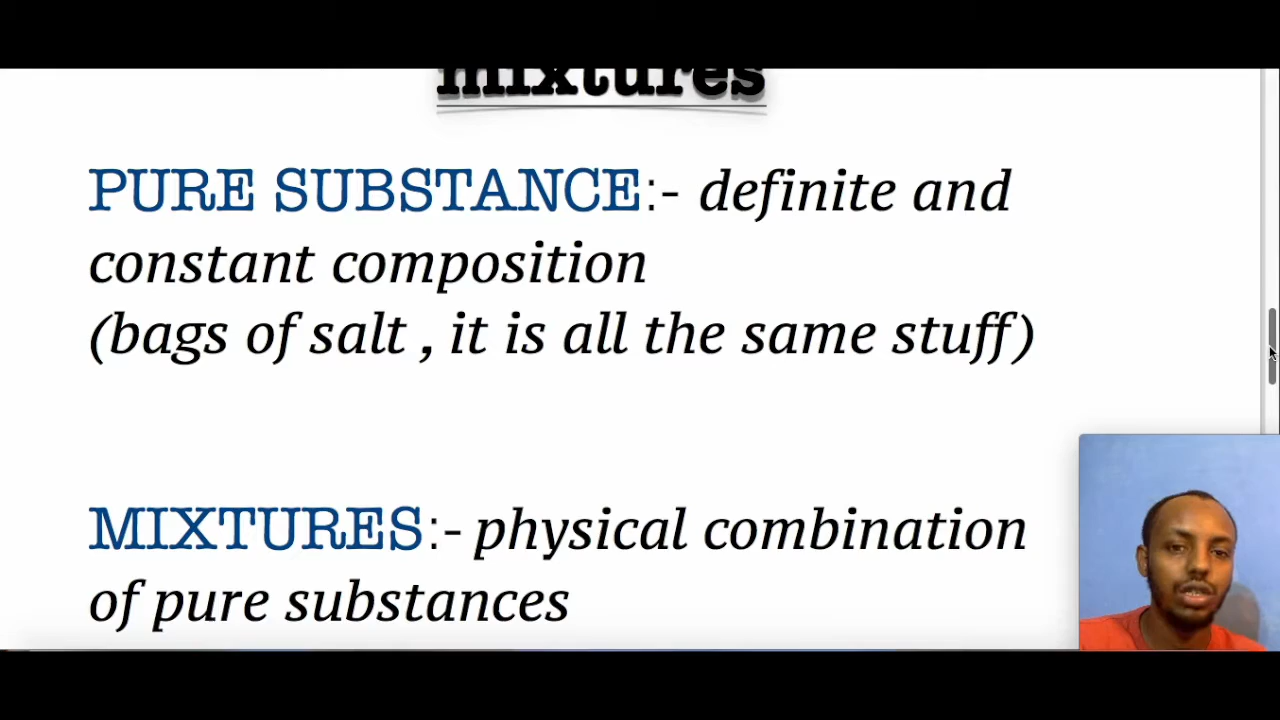 mixtures
PURE SUBSTANCE:- definite and
constant composition
(bags of salt , it is all the same stuff)
MIXTURES:- physical combination
of pure substances